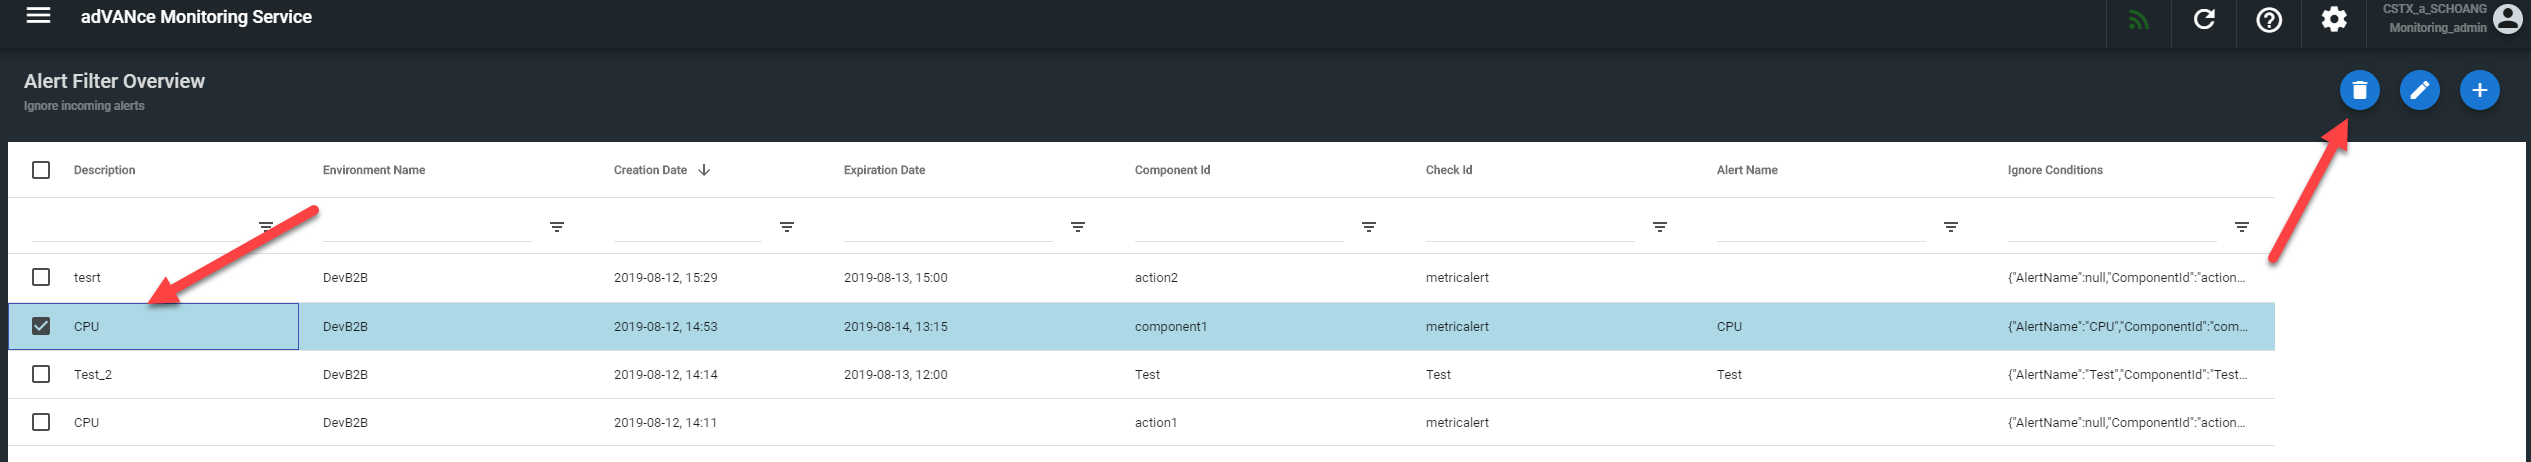 adVANce Monitoring Service
CSTX_a_SCHOANG
Monitoring_admin
Alert Filter Overview
Ignore incoming alerts
Description Environment Name Creation Date Expiration Date Component Id Check Id Alert Name Ignore Conditions
tesrt DevB2B 2019-08-12, 15:29 2019-08-13, 15:00 action2 metricalert {"AlertName":null,"ComponentId":"action...
CPU DevB2B 2019-08-12, 14:53 2019-08-14, 13:15 component1 metricalert CPU {"AlertName":"CPU","ComponentId":"com...
Test_2 DevB2B 2019-08-12, 14:14 2019-08-13, 12:00 Test Test Test {"AlertName":"Test","ComponentId":"Test...
CPU DevB2B 2019-08-12, 14:11 action1 metricalert {"AlertName":null,"ComponentId":"action...